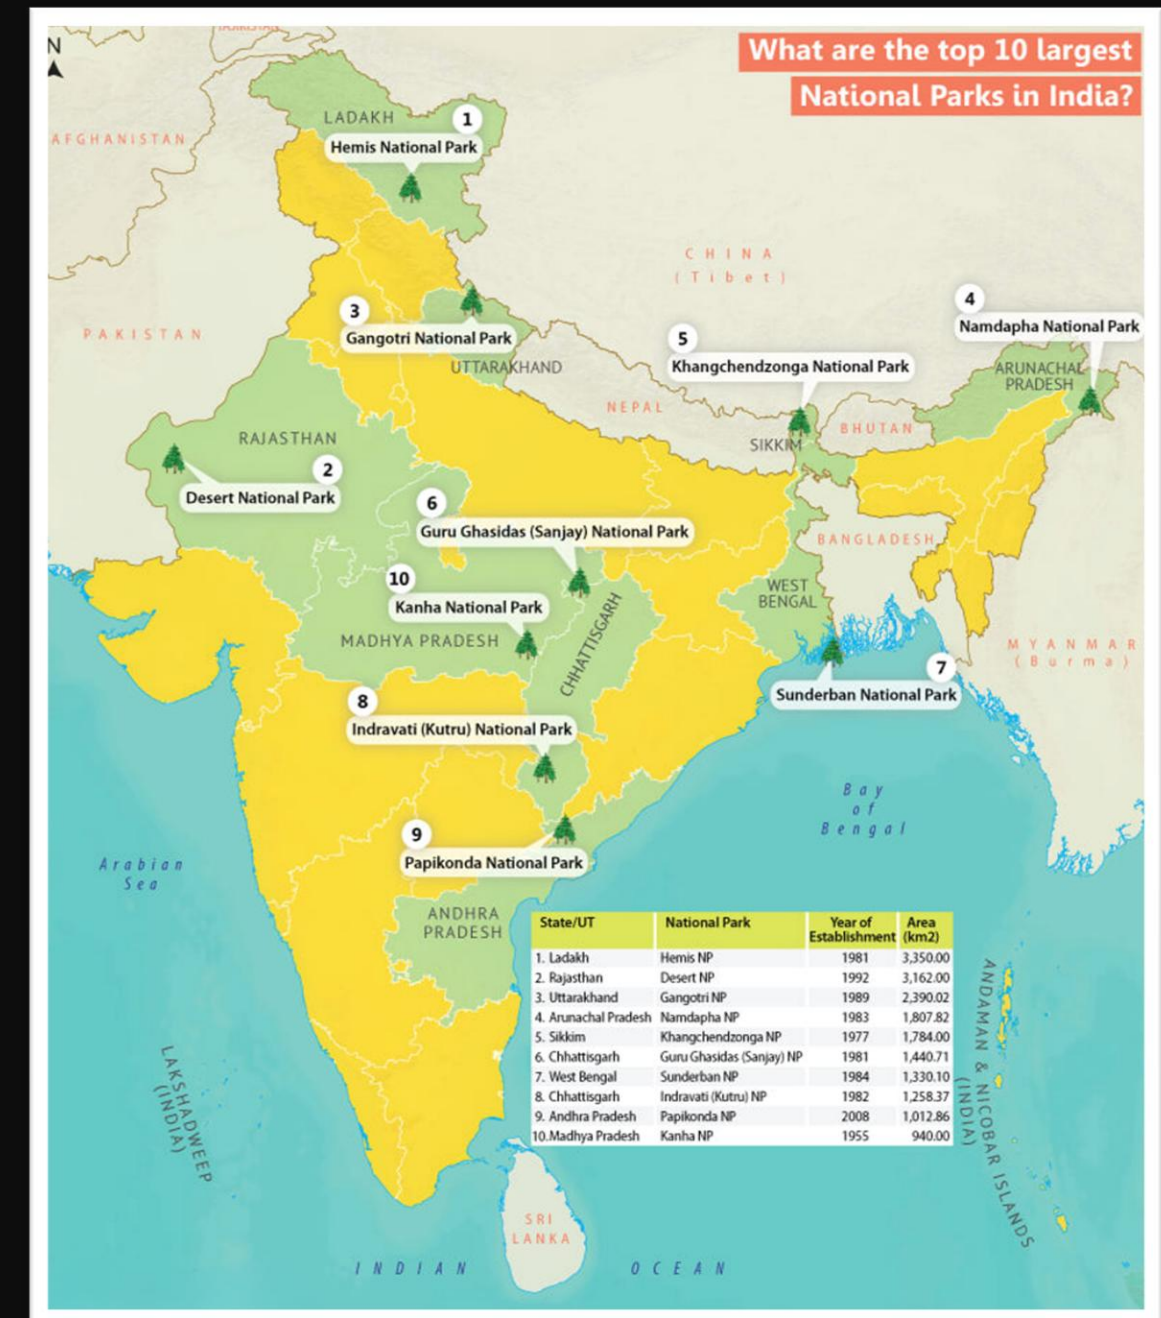 What are the top 10 largest
National Parks in India?
N
AFGHANISTAN
LADAKH
1
Hemis National Park
CHINA
(Tibet)
PAKISTAN
3
Gangotri National Park
UTTARAKHAND
4
Namdapha National Park
5
Khangchendzonga National Park
ARUNACHAL
PRADESH
NEPAL
BHUTAN
SIKKIM
RAJASTHAN
2
Desert National Park
6
Guru Ghasidas (Sanjay) National Park
BANGLADESH
10
Kanha National Park
MADHYA PRADESH
CHHATTISGARH
WEST
BENGAL
MYANMAR
(Burma)
7
Sunderban National Park
8
Indravati (Kutru) National Park
Bay
of
Bengal
9
Papikonda National Park
Arabian
Sea
ANDHRA
PRADESH
State/UT National Park Year of Establishment Area (km2)
1. Ladakh Hemis NP 1981 3,350.00
2. Rajasthan Desert NP 1992 3,162.00
3. Uttarakhand Gangotri NP 1989 2,390.02
4. Arunachal Pradesh Namdapha NP 1983 1,807.82
5. Sikkim Khangchendzonga NP 1977 1,784.00
6. Chhattisgarh Guru Ghasidas (Sanjay) NP 1981 1,440.71
7. West Bengal Sunderban NP 1984 1,330.10
8. Chhattisgarh Indravati (Kutru) NP 1982 1,258.37
9. Andhra Pradesh Papikonda NP 2008 1,012.86
10.Madhya Pradesh Kanha NP 1955 940.00
LAKSHADWEEP
(INDIA)
ANDAMAN & NICOBAR ISLANDS
(INDIA)
SRI
LANKA
INDIAN OCEAN